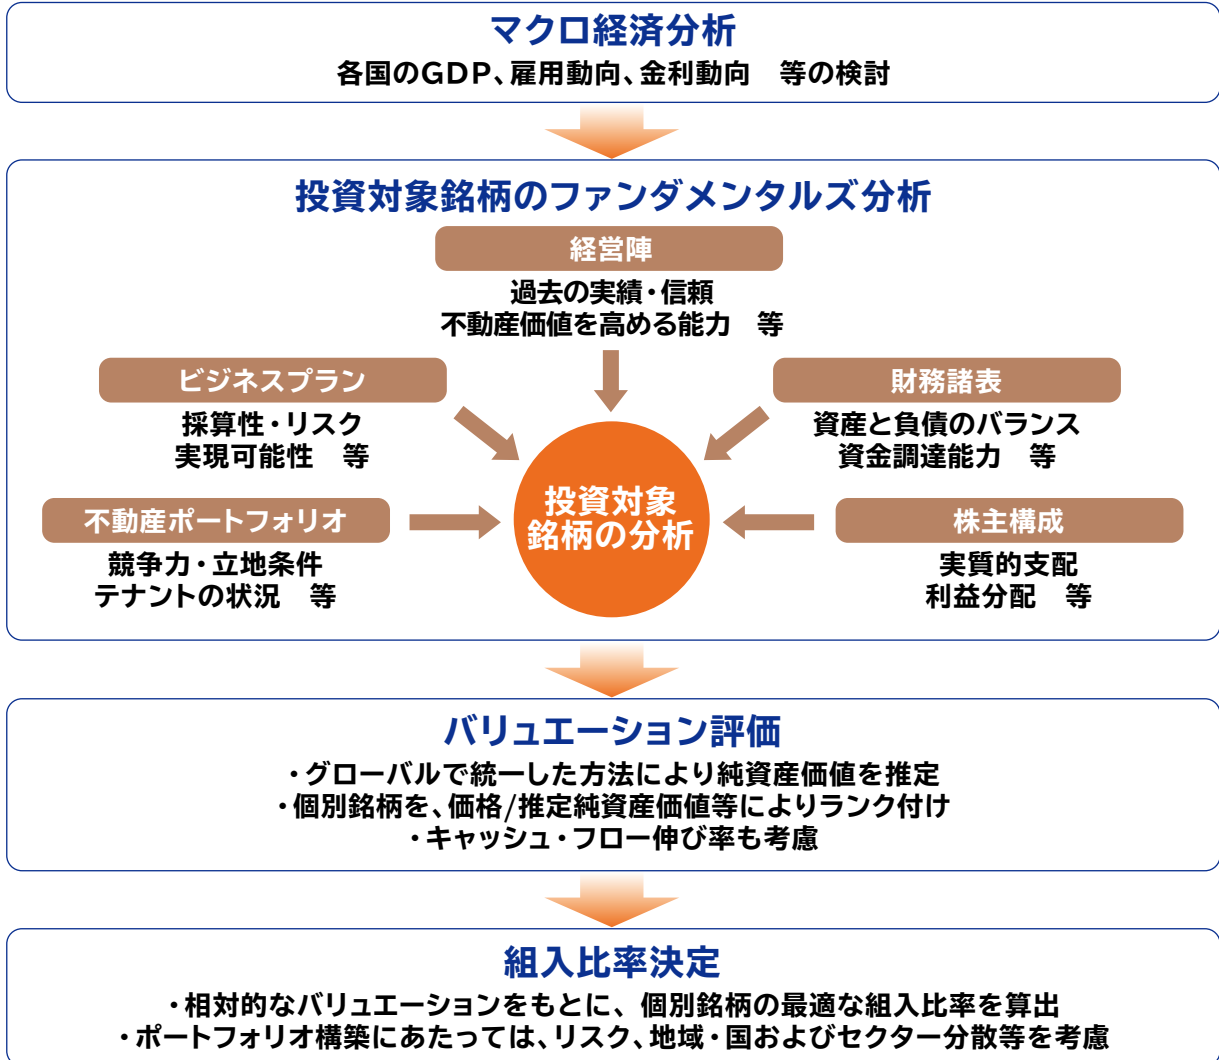 マクロ経済分析
各国のGDP、雇用動向、金利動向　等の検討
投資対象銘柄のファンダメンタルズ分析
経営陣
過去の実績・信頼
不動産価値を高める能力　等
ビジネスプラン
採算性・リスク
実現可能性　等
財務諸表
資産と負債のバランス
資金調達能力　等
不動産ポートフォリオ
競争力・立地条件
テナントの状況　等
投資対象
銘柄の分析
株主構成
実質的支配
利益分配　等
バリュエーション評価
・グローバルで統一した方法により純資産価値を推定
・個別銘柄を、価格/推定純資産価値等によりランク付け
・キャッシュ・フロー伸び率も考慮
組入比率決定
・相対的なバリュエーションをもとに、個別銘柄の最適な組入比率を算出
・ポートフォリオ構築にあたっては、リスク、地域・国およびセクター分散等を考慮